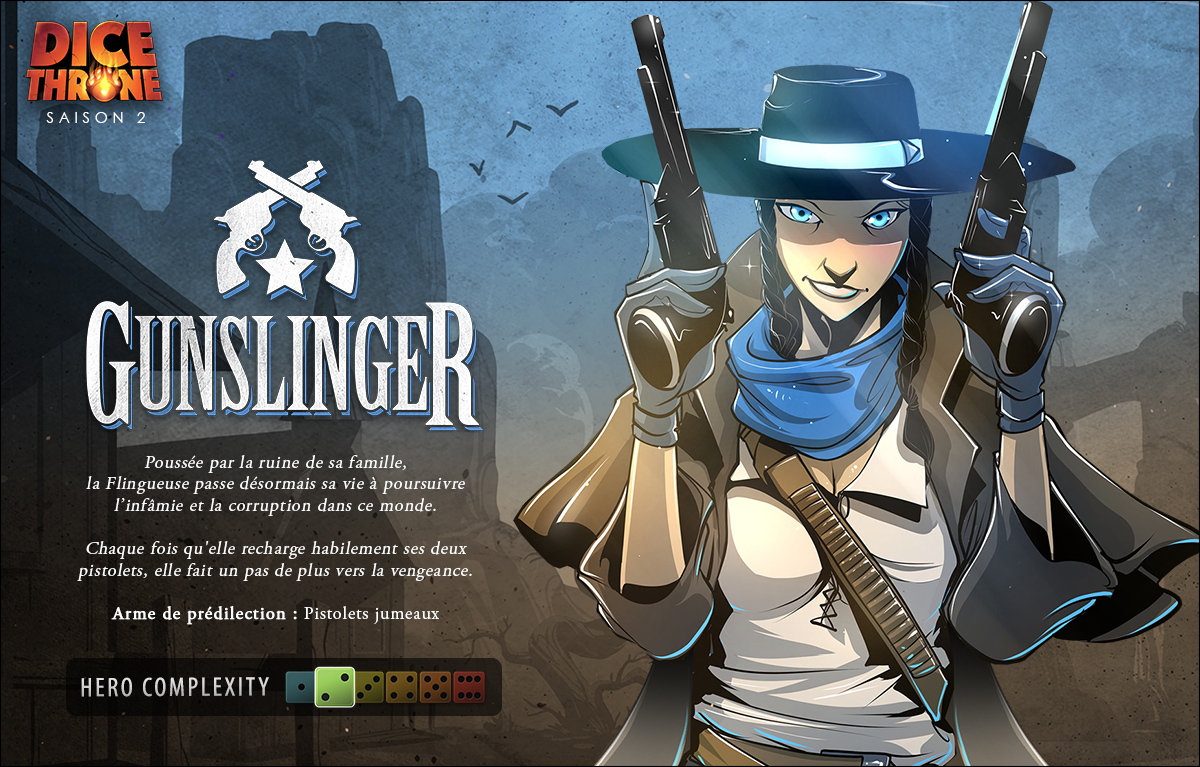 DICE
THRONE
SAISON 2
GUNSLINGER
Poussée par la ruine de sa famille,
la Flingueuse passe désormais sa vie à poursuivre
l'infâmie et la corruption dans ce monde.
Chaque fois qu'elle recharge habilement ses deux
pistolets, elle fait un pas de plus vers la vengeance.
Arme de prédilection : Pistolets jumeaux
HERO COMPLEXITY